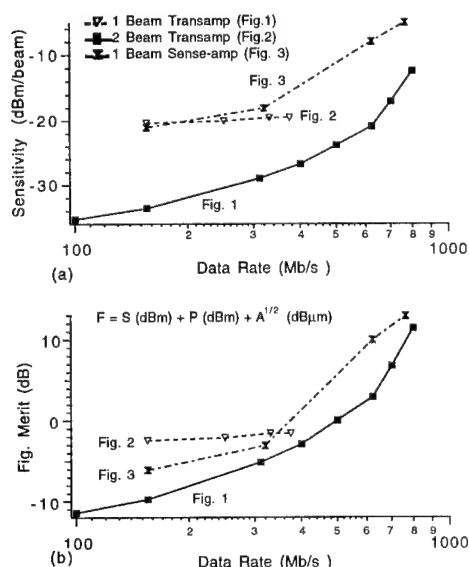 1 Beam Transamp (Fig.1)
2 Beam Transamp (Fig.2)
1 Beam Sense-amp (Fig. 3)
Sensitivity (dBm/beam)
-10
-20
-30
Fig. 3
Fig. 2
Fig. 1
100
2
3
4
5
6
7
8
9
1000
(a)
Data Rate (Mb/s )
F = S (dBm) + P (dBm) + A1/2 (dBµm)
Fig. Merit (dB)
10
0
-10
Fig. 2
Fig. 3
Fig. 1
100
2
3
4
5
6
7
8
9
1000
(b)
Data Rate (Mb/s )